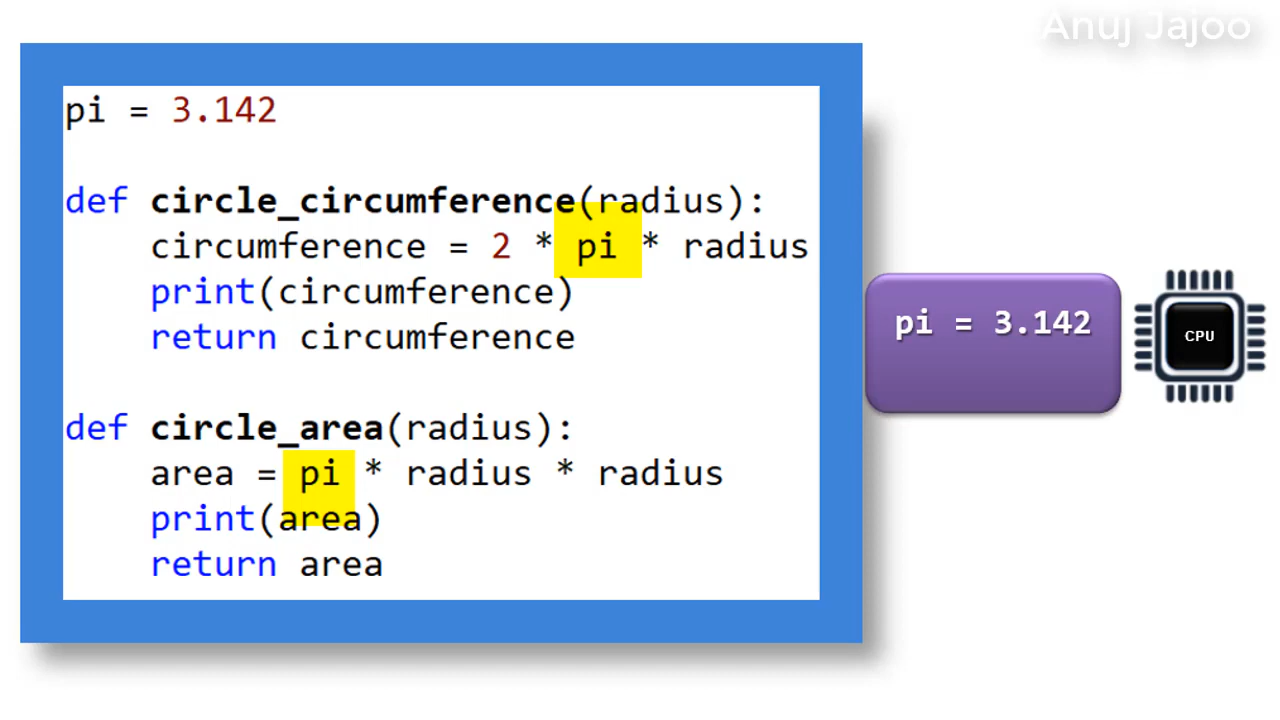 Anuj Jajoo
pi = 3.142
def circle_circumference(radius):
    circumference = 2 * pi * radius
    print(circumference)
    return circumference
def circle_area(radius):
    area = pi * radius * radius
    print(area)
    return area
pi = 3.142
CPU